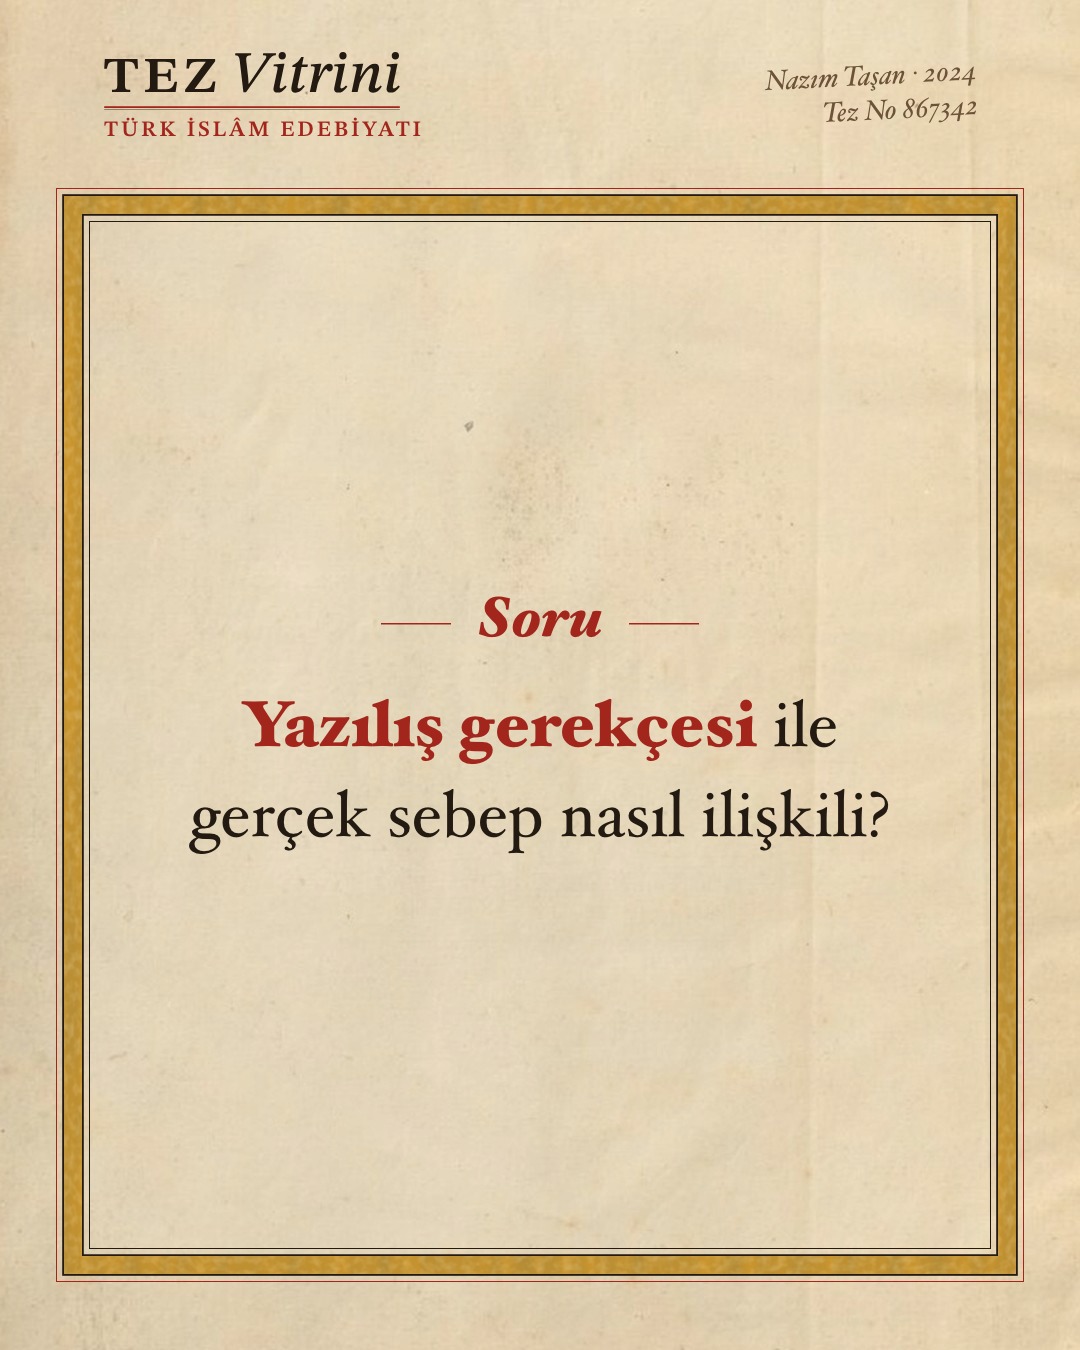 TEZ Vitrini
TÜRK İSLÂM EDEBİYATI
Nazım Taşan · 2024
Tez No 867342
Soru
Yazılış gerekçesi ile
gerçek sebep nasıl ilişkili?